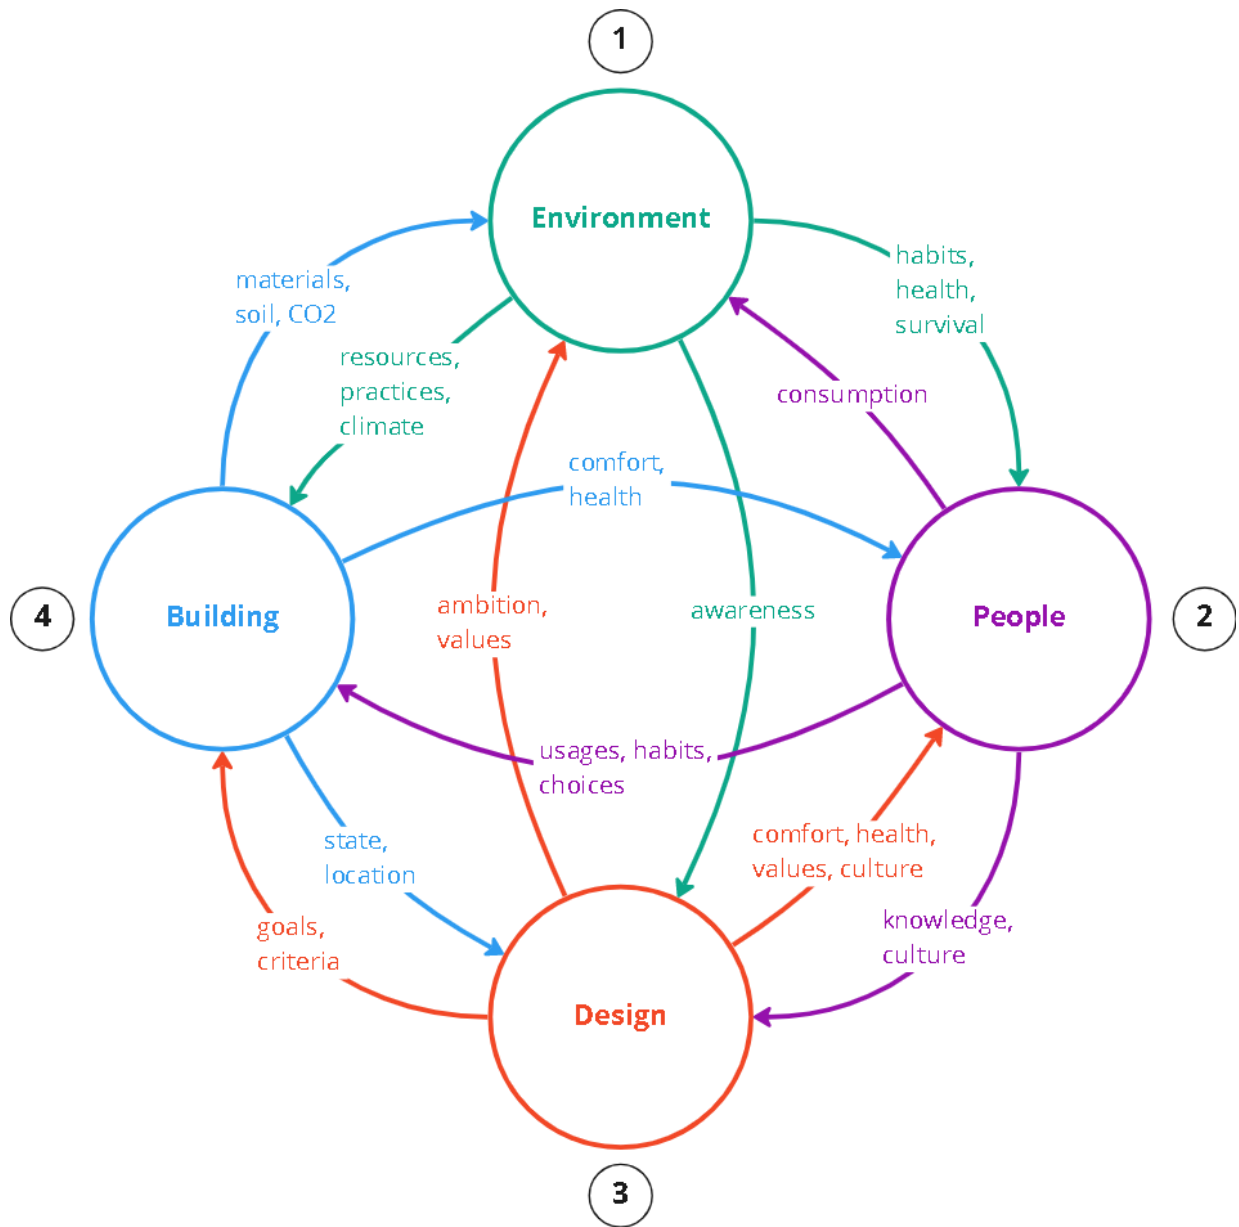 1
Environment
habits,
health,
survival
materials,
soil, CO2
resources,
practices,
climate
consumption
comfort,
health
4
Building
ambition,
values
awareness
People
2
usages, habits,
choices
state,
location
comfort, health,
values, culture
goals,
criteria
knowledge,
culture
Design
3